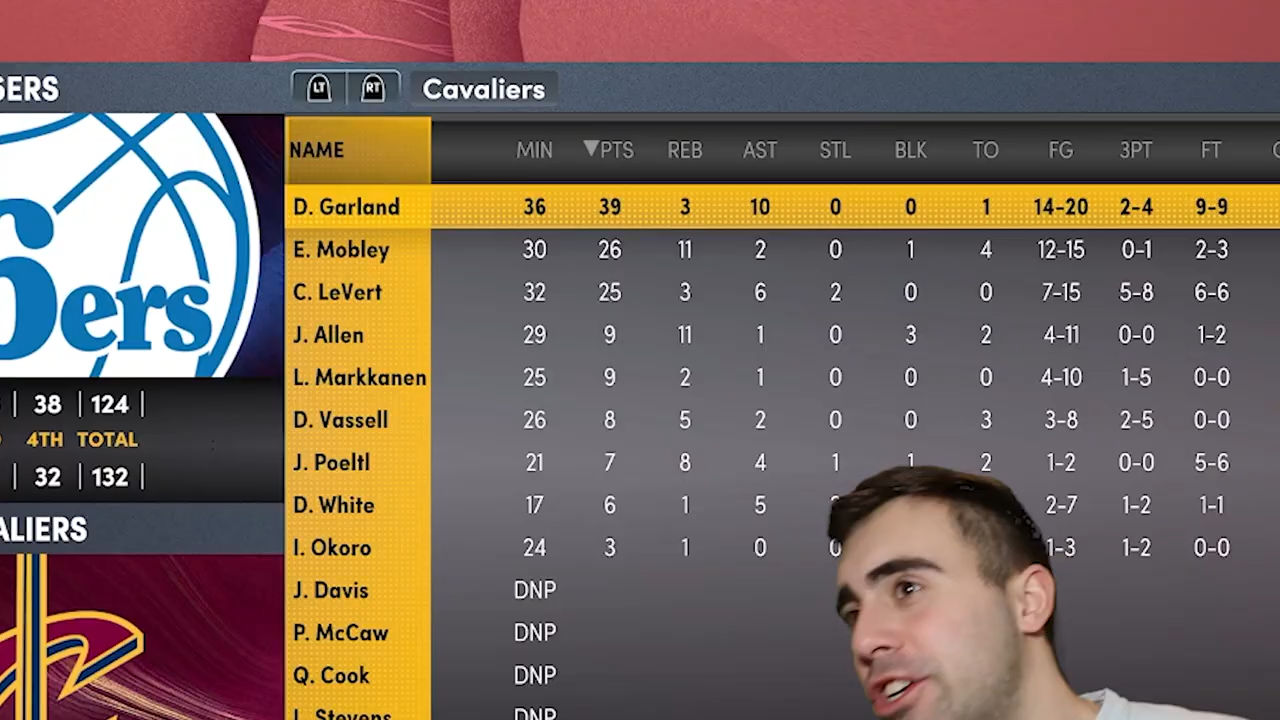 SERS
LT RT Cavaliers
NAME MIN ▼PTS REB AST STL BLK TO FG 3PT FT
D. Garland 36 39 3 10 0 0 1 14-20 2-4 9-9
E. Mobley 30 26 11 2 0 1 4 12-15 0-1 2-3
C. LeVert 32 25 3 6 2 0 0 7-15 5-8 6-6
J. Allen 29 9 11 1 0 3 2 4-11 0-0 1-2
L. Markkanen 25 9 2 1 0 0 0 4-10 1-5 0-0
D. Vassell 26 8 5 2 0 0 3 3-8 2-5 0-0
J. Poeltl 21 7 8 4 1 1 2 1-2 0-0 5-6
D. White 17 6 1 5 2-7 1-2 1-1
I. Okoro 24 3 1 0 0 1-3 1-2 0-0
J. Davis DNP
P. McCaw DNP
Q. Cook DNP
L. Stevens DNP
6ers
38 124
4TH TOTAL
32 132
ALIERS